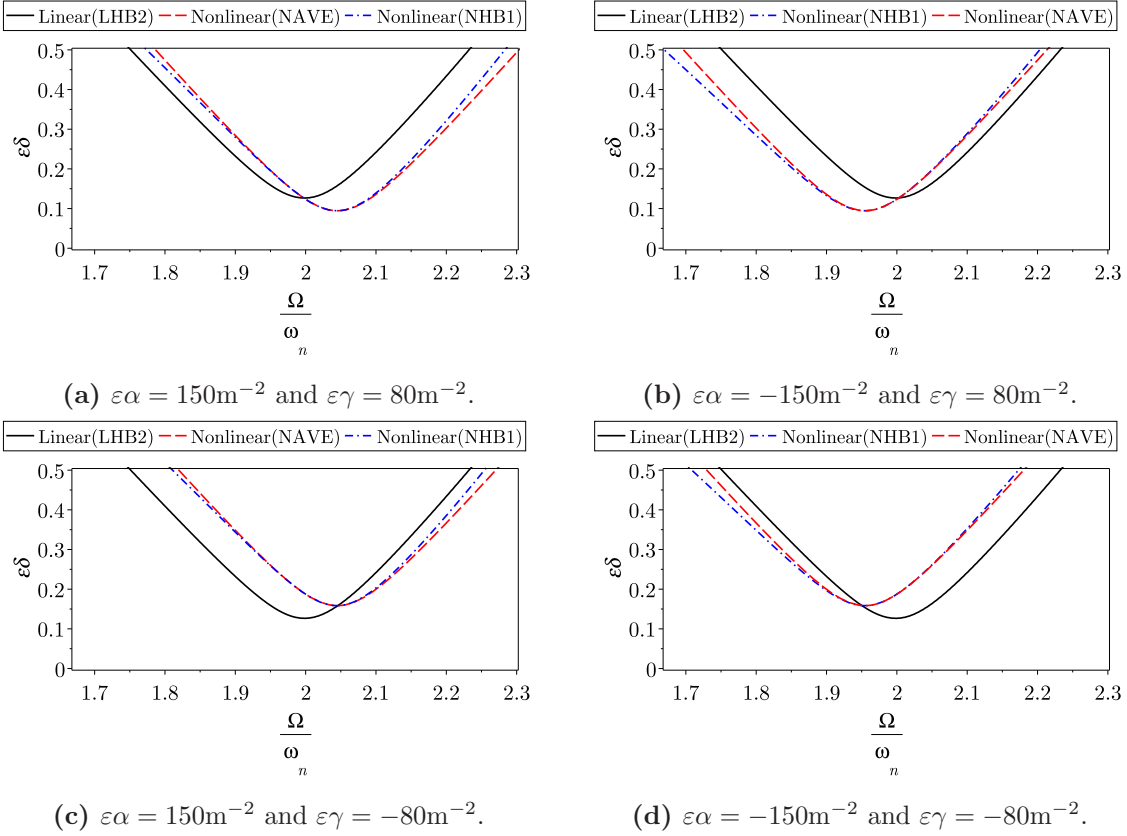 Linear(LHB2) Nonlinear(NAVE) Nonlinear(NHB1)
εδ
0.5
0.4
0.3
0.2
0.1
0
1.7 1.8 1.9 2 2.1 2.2 2.3
Ω
ω
n
(a) εα = 150m⁻² and εγ = 80m⁻².
Linear(LHB2) Nonlinear(NHB1) Nonlinear(NAVE)
εδ
0.5
0.4
0.3
0.2
0.1
0
1.7 1.8 1.9 2 2.1 2.2 2.3
Ω
ω
n
(b) εα = −150m⁻² and εγ = 80m⁻².
Linear(LHB2) Nonlinear(NAVE) Nonlinear(NHB1)
εδ
0.5
0.4
0.3
0.2
0.1
0
1.7 1.8 1.9 2 2.1 2.2 2.3
Ω
ω
n
(c) εα = 150m⁻² and εγ = −80m⁻².
Linear(LHB2) Nonlinear(NHB1) Nonlinear(NAVE)
εδ
0.5
0.4
0.3
0.2
0.1
0
1.7 1.8 1.9 2 2.1 2.2 2.3
Ω
ω
n
(d) εα = −150m⁻² and εγ = −80m⁻².